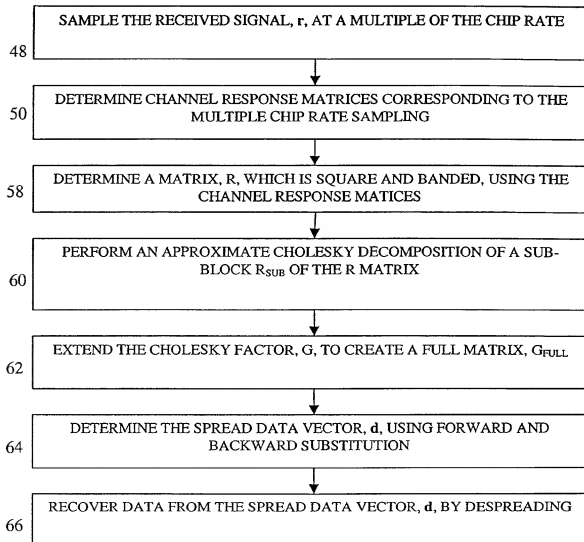 SAMPLE THE RECEIVED SIGNAL, r, AT A MULTIPLE OF THE CHIP RATE
48
DETERMINE CHANNEL RESPONSE MATRICES CORRESPONDING TO THE
MULTIPLE CHIP RATE SAMPLING
50
DETERMINE A MATRIX, R, WHICH IS SQUARE AND BANDED, USING THE
CHANNEL RESPONSE MATICES
58
PERFORM AN APPROXIMATE CHOLESKY DECOMPOSITION OF A SUB-
BLOCK RSUB OF THE R MATRIX
60
EXTEND THE CHOLESKY FACTOR, G, TO CREATE A FULL MATRIX, GFULL
62
DETERMINE THE SPREAD DATA VECTOR, d, USING FORWARD AND
BACKWARD SUBSTITUTION
64
RECOVER DATA FROM THE SPREAD DATA VECTOR, d, BY DESPREADING
66